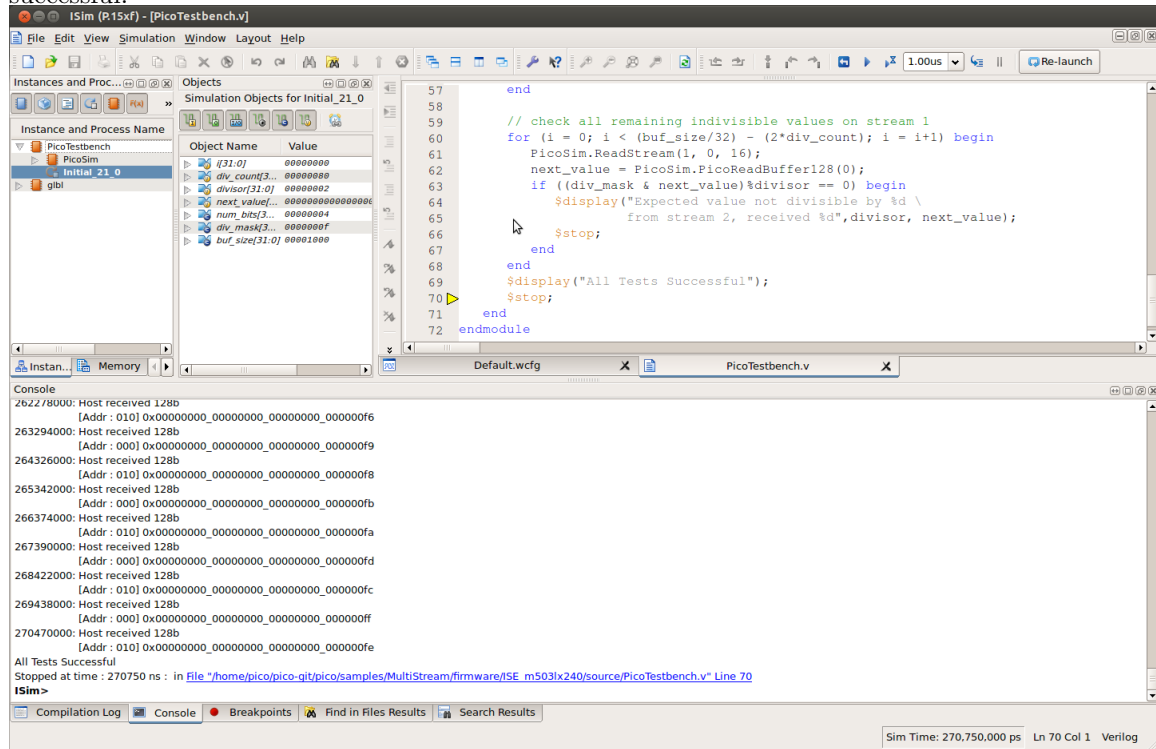 successful.
ISim (P.15xf) - [PicoTestbench.v]
File Edit View Simulation Window Layout Help
1.00us
Re-launch
Instances and Proc...
Objects
Simulation Objects for Initial_21_0
Instance and Process Name
PicoTestbench
PicoSim
Initial_21_0
glbl
Object Name Value
i[31:0] 00000000
div_count[3... 00000080
divisor[31:0] 00000002
next_value[... 0000000000000000
num_bits[3... 00000004
div_mask[3... 0000000f
buf_size[31:0] 00001000
57 end
58
59 // check all remaining indivisible values on stream 1
60 for (i = 0; i < (buf_size/32) - (2*div_count); i = i+1) begin
61 PicoSim.ReadStream(1, 0, 16);
62 next_value = PicoSim.PicoReadBuffer128(0);
63 if ((div_mask & next_value)%divisor == 0) begin
64 $display("Expected value not divisible by %d \
65 from stream 2, received %d",divisor, next_value);
66 $stop;
67 end
68 end
69 $display("All Tests Successful");
70 $stop;
71 end
72 endmodule
Instan... Memory
Default.wcfg
PicoTestbench.v
Console
262278000: Host received 128b
[Addr : 010] 0x00000000_00000000_00000000_000000f6
263294000: Host received 128b
[Addr : 000] 0x00000000_00000000_00000000_000000f9
264326000: Host received 128b
[Addr : 010] 0x00000000_00000000_00000000_000000f8
265342000: Host received 128b
[Addr : 000] 0x00000000_00000000_00000000_000000fb
266374000: Host received 128b
[Addr : 010] 0x00000000_00000000_00000000_000000fa
267390000: Host received 128b
[Addr : 000] 0x00000000_00000000_00000000_000000fd
268422000: Host received 128b
[Addr : 010] 0x00000000_00000000_00000000_000000fc
269438000: Host received 128b
[Addr : 000] 0x00000000_00000000_00000000_000000ff
270470000: Host received 128b
[Addr : 010] 0x00000000_00000000_00000000_000000fe
All Tests Successful
Stopped at time : 270750 ns : in File "/home/pico/pico-git/pico/samples/MultiStream/firmware/ISE_m503lx240/source/PicoTestbench.v" Line 70
ISim>
Compilation Log Console Breakpoints Find in Files Results Search Results
Sim Time: 270,750,000 ps Ln 70 Col 1 Verilog